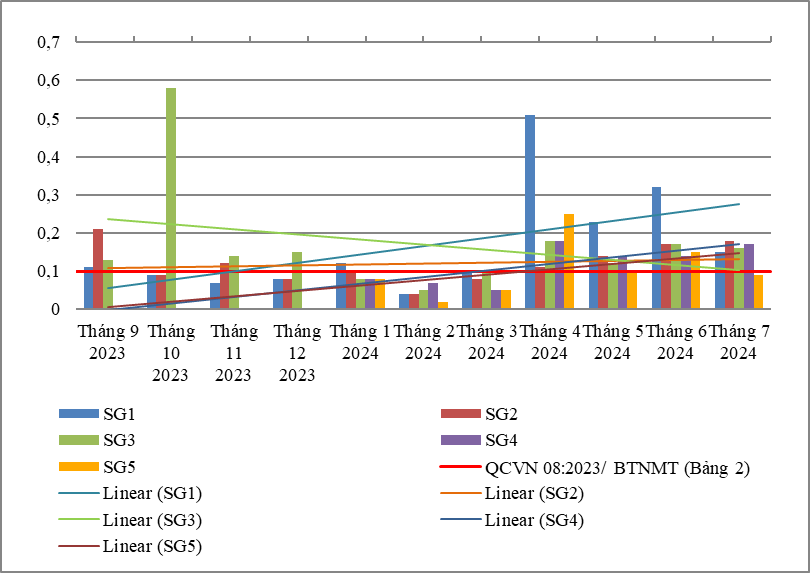 0,7
0,6
0,5
0,4
0,3
0,2
0,1
0
Tháng 9 2023
Tháng 10 2023
Tháng 11 2023
Tháng 12 2023
Tháng 1 2024
Tháng 2 2024
Tháng 3 2024
Tháng 4 2024
Tháng 5 2024
Tháng 6 2024
Tháng 7 2024
SG1
SG2
SG3
SG4
SG5
QCVN 08:2023/ BTNMT (Bảng 2)
Linear (SG1)
Linear (SG2)
Linear (SG3)
Linear (SG4)
Linear (SG5)